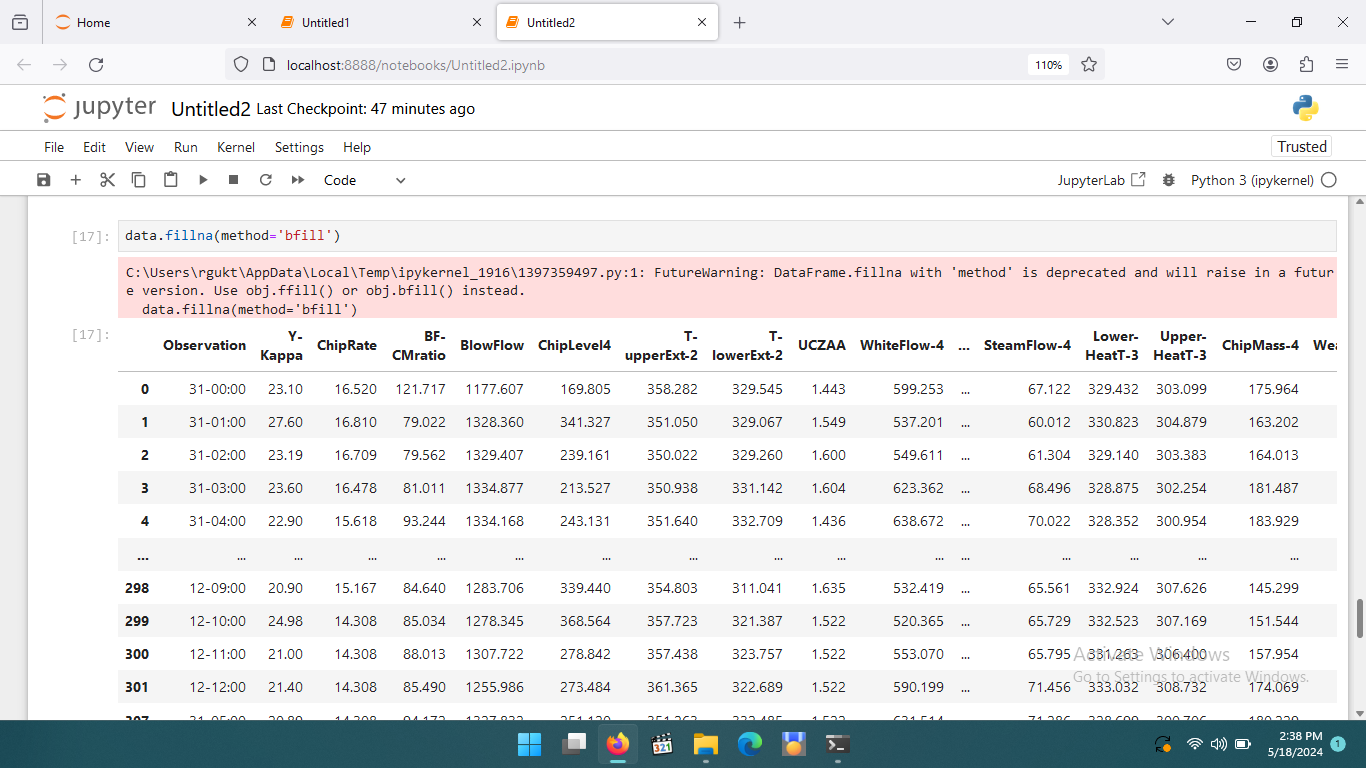 Home
Untitled1
Untitled2
localhost:8888/notebooks/Untitled2.ipynb
110%
jupyter Untitled2 Last Checkpoint: 47 minutes ago
File Edit View Run Kernel Settings Help
Trusted
Code
JupyterLab
Python 3 (ipykernel)
[17]: data.fillna(method='bfill')
C:\Users\rgukt\AppData\Local\Temp\ipykernel_1916\1397359497.py:1: FutureWarning: DataFrame.fillna with 'method' is deprecated and will raise in a futur
e version. Use obj.ffill() or obj.bfill() instead.
data.fillna(method='bfill')
[17]:
Observation Y-Kappa ChipRate BF-CMratio BlowFlow ChipLevel4 T-upperExt-2 T-lowerExt-2 UCZAA WhiteFlow-4 ... SteamFlow-4 Lower-HeatT-3 Upper-HeatT-3 ChipMass-4
0 31-00:00 23.10 16.520 121.717 1177.607 169.805 358.282 329.545 1.443 599.253 ... 67.122 329.432 303.099 175.964
1 31-01:00 27.60 16.810 79.022 1328.360 341.327 351.050 329.067 1.549 537.201 ... 60.012 330.823 304.879 163.202
2 31-02:00 23.19 16.709 79.562 1329.407 239.161 350.022 329.260 1.600 549.611 ... 61.304 329.140 303.383 164.013
3 31-03:00 23.60 16.478 81.011 1334.877 213.527 350.938 331.142 1.604 623.362 ... 68.496 328.875 302.254 181.487
4 31-04:00 22.90 15.618 93.244 1334.168 243.131 351.640 332.709 1.436 638.672 ... 70.022 328.352 300.954 183.929
... ... ... ... ... ... ... ... ... ... ... ... ... ... ... ...
298 12-09:00 20.90 15.167 84.640 1283.706 339.440 354.803 311.041 1.635 532.419 ... 65.561 332.924 307.626 145.299
299 12-10:00 24.98 14.308 85.034 1278.345 368.564 357.723 321.387 1.522 520.365 ... 65.729 332.523 307.169 151.544
300 12-11:00 21.00 14.308 88.013 1307.722 278.842 357.438 323.757 1.522 553.070 ... 65.795 331.263 306.400 157.954
301 12-12:00 21.40 14.308 85.490 1255.986 273.484 361.365 322.689 1.522 590.199 ... 71.456 333.032 308.732 174.069
Activate Windows
Go to Settings to activate Windows.
321
2:38 PM
5/18/2024
1